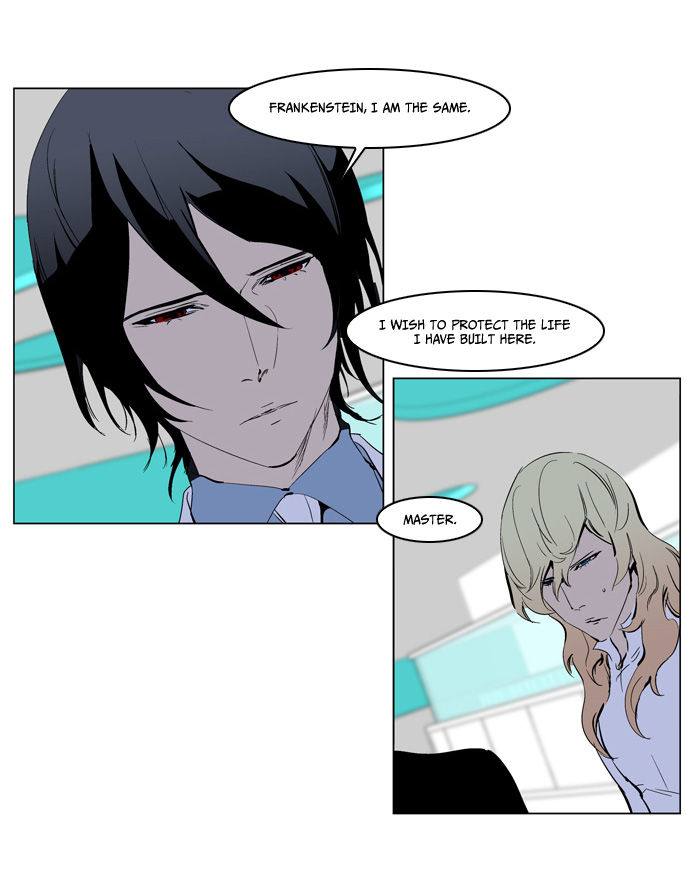 FRANKENSTEIN, I AM THE SAME.
I WISH TO PROTECT THE LIFE
I HAVE BUILT HERE.
MASTER.